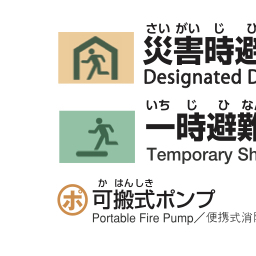 さいがいじ ひ
災害時避
Designated D
いち じ ひ な
一時避難
Temporary Sh
か はんしき
ポ 可搬式ポンプ
Portable Fire Pump／便携式消